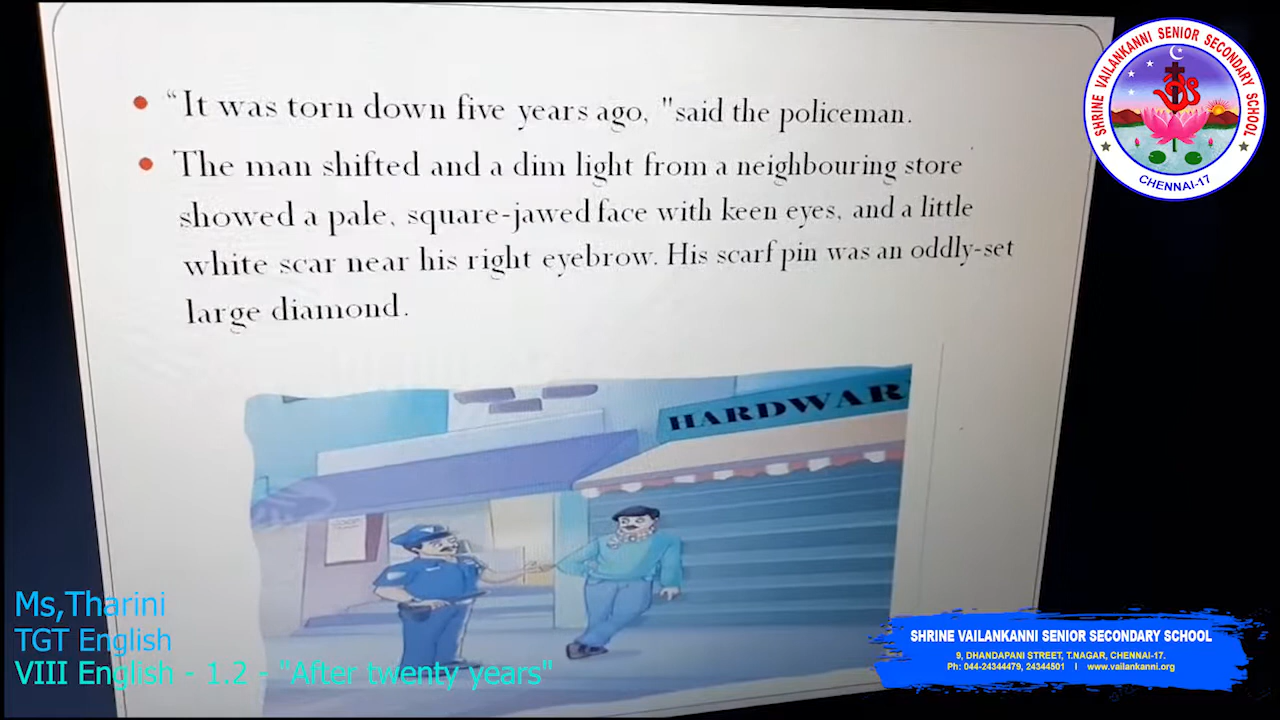 “It was torn down five years ago, "said the policeman.
The man shifted and a dim light from a neighbouring store
showed a pale, square-jawed face with keen eyes, and a little
white scar near his right eyebrow. His scarf pin was an oddly-set
large diamond.
HARDWAR
Ms,Tharini
TGT English
VIII English - 1.2 - "After twenty years"
SHRINE VAILANKANNI SENIOR SECONDARY SCHOOL
CHENNAI-17
SHRINE VAILANKANNI SENIOR SECONDARY SCHOOL
9, DHANDAPANI STREET, T.NAGAR, CHENNAI-17.
Ph: 044-24344479, 24344501 I www.vailankanni.org